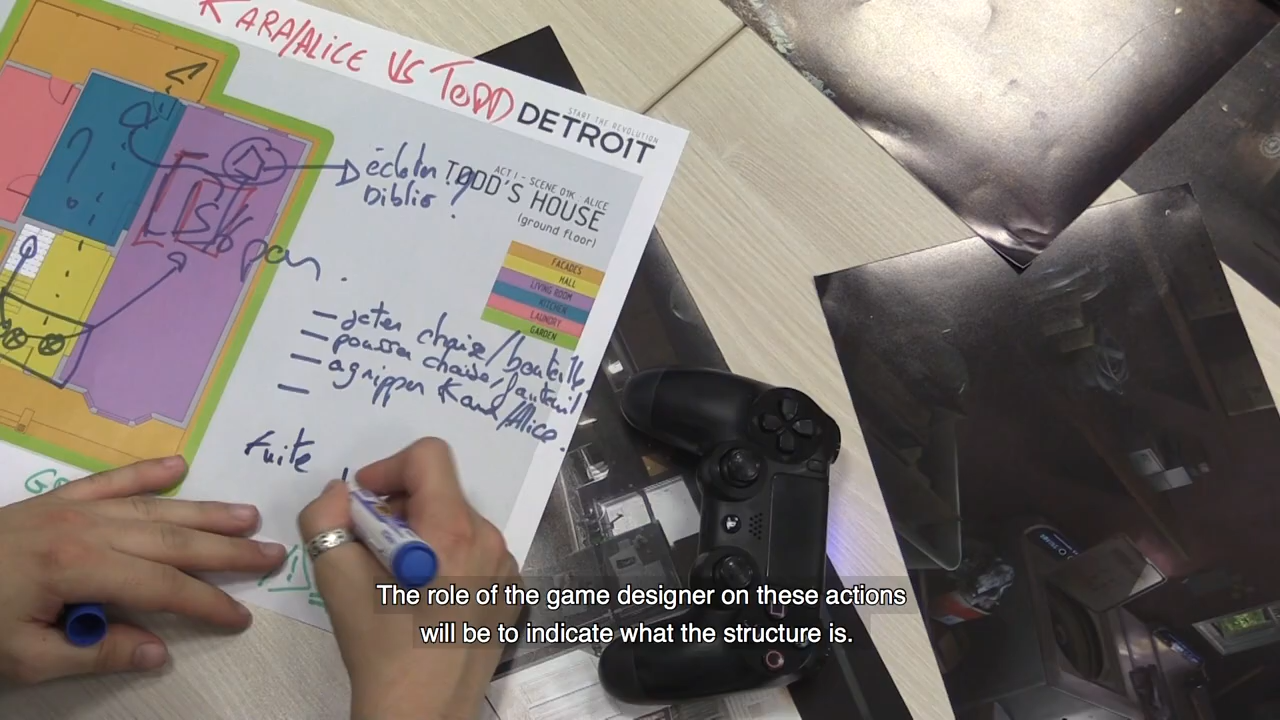 KARA/ALICE VS TODD
START THE REVOLUTION
DETROIT
ACT I - SCENE 01K ALICE
TODD'S HOUSE
(ground floor)
FACADES
HALL
LIVING ROOM
KITCHEN
LAUNDRY
GARDEN
?
Biblio ?
- jeter chaise/bouteille
- pousser chaise/fauteuil
- agripper Kara/Alice.
-
fuite
The role of the game designer on these actions
will be to indicate what the structure is.